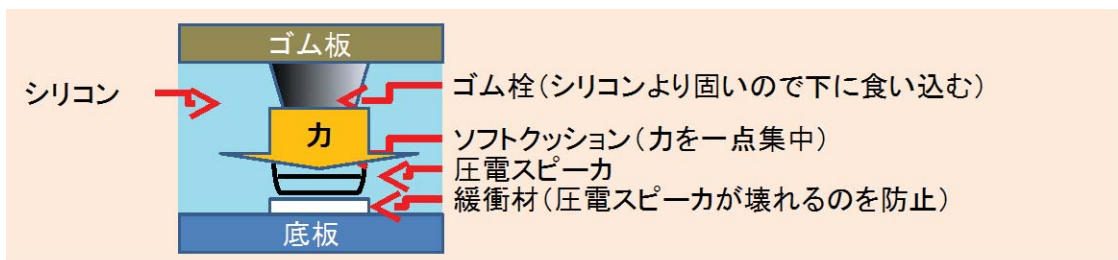 ゴム板
シリコン
ゴム栓(シリコンより固いので下に食い込む)
力
ソフトクッション(力を一点集中)
圧電スピーカ
緩衝材(圧電スピーカが壊れるのを防止)
底板